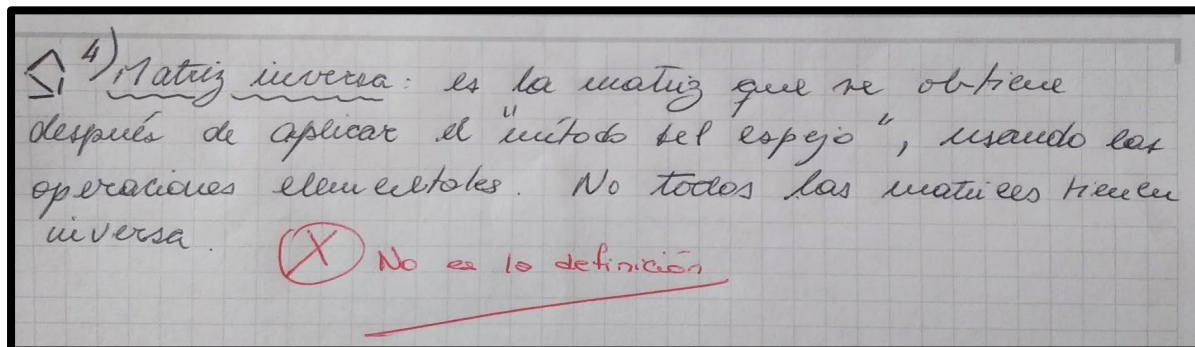 4) Matriz inversa: es la matriz que se obtiene
después de aplicar el "método del espejo", usando las
operaciones elementales. No todas las matrices tienen
inversa.
X No es la definición